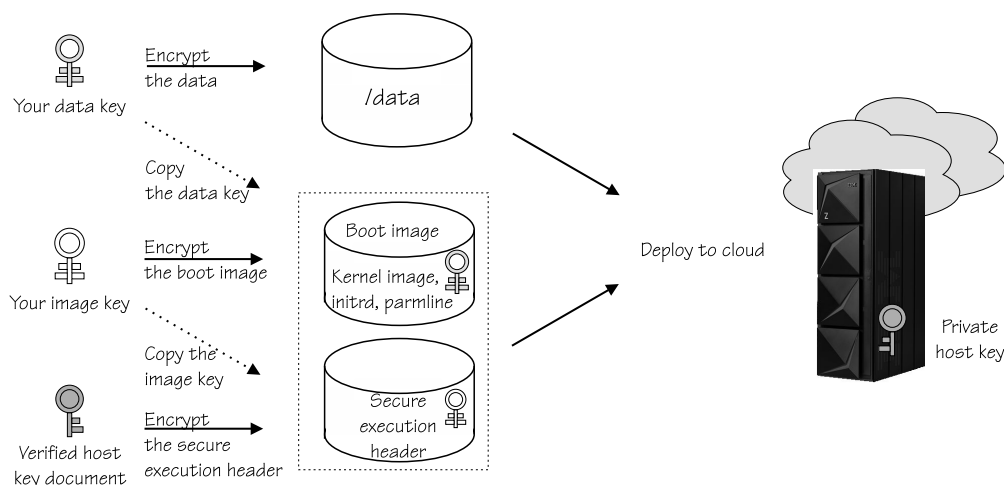 Encrypt
the data
Your data key
/data
Copy
the data key
Boot image
Encrypt
the boot image
Kernel image,
initrd, parmline
Your image key
Deploy to cloud
Z
Private
host key
Copy the
image key
Encrypt
the secure
execution header
Secure
execution
header
Verified host
key document